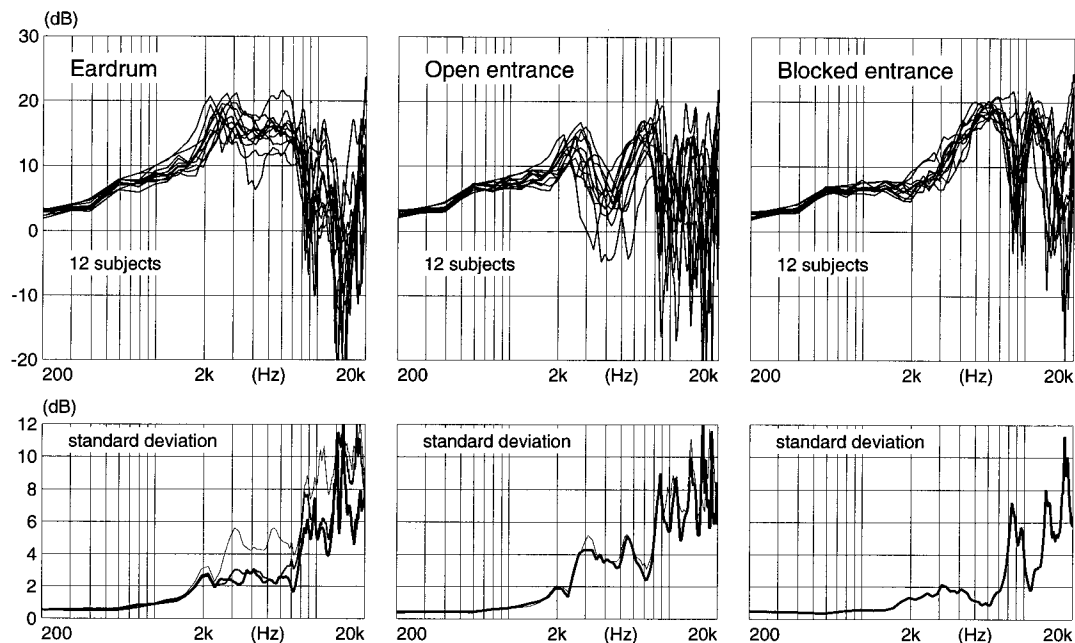 (dB)
30
20
10
0
-10
-20
Eardrum
12 subjects
200 2k (Hz) 20k
Open entrance
12 subjects
200 2k (Hz) 20k
Blocked entrance
12 subjects
200 2k (Hz) 20k
(dB)
12
10
8
6
4
2
0
standard deviation
200 2k (Hz) 20k
standard deviation
200 2k (Hz) 20k
standard deviation
200 2k (Hz) 20k